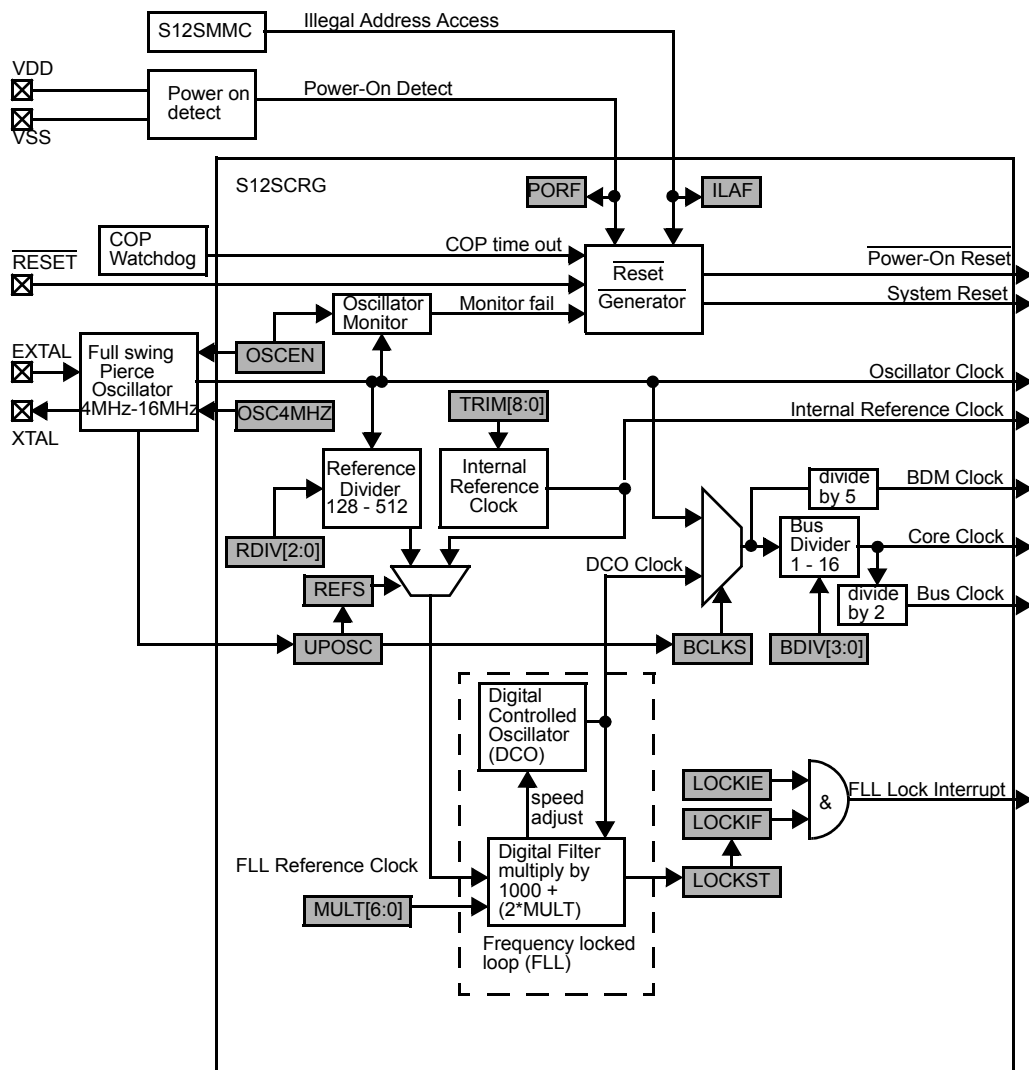 S12SMMC
Illegal Address Access
VDD
VSS
Power on
detect
Power-On Detect
S12SCRG
PORF
ILAF
COP
Watchdog
COP time out
RESET
Reset
Generator
Power-On Reset
System Reset
Oscillator
Monitor
Monitor fail
OSCEN
EXTAL
XTAL
Full swing
Pierce
Oscillator
4MHz-16MHz
OSC4MHZ
Oscillator Clock
TRIM[8:0]
Internal Reference Clock
Reference
Divider
128 - 512
Internal
Reference
Clock
RDIV[2:0]
divide
by 5
BDM Clock
Bus
Divider
1 - 16
Core Clock
DCO Clock
REFS
divide
by 2
Bus Clock
UPOSC
BCLKS
BDIV[3:0]
Digital
Controlled
Oscillator
(DCO)
speed
adjust
LOCKIE
LOCKIF
LOCKST
&
FLL Lock Interrupt
FLL Reference Clock
Digital Filter
multiply by
1000 +
(2*MULT)
MULT[6:0]
Frequency locked
loop (FLL)